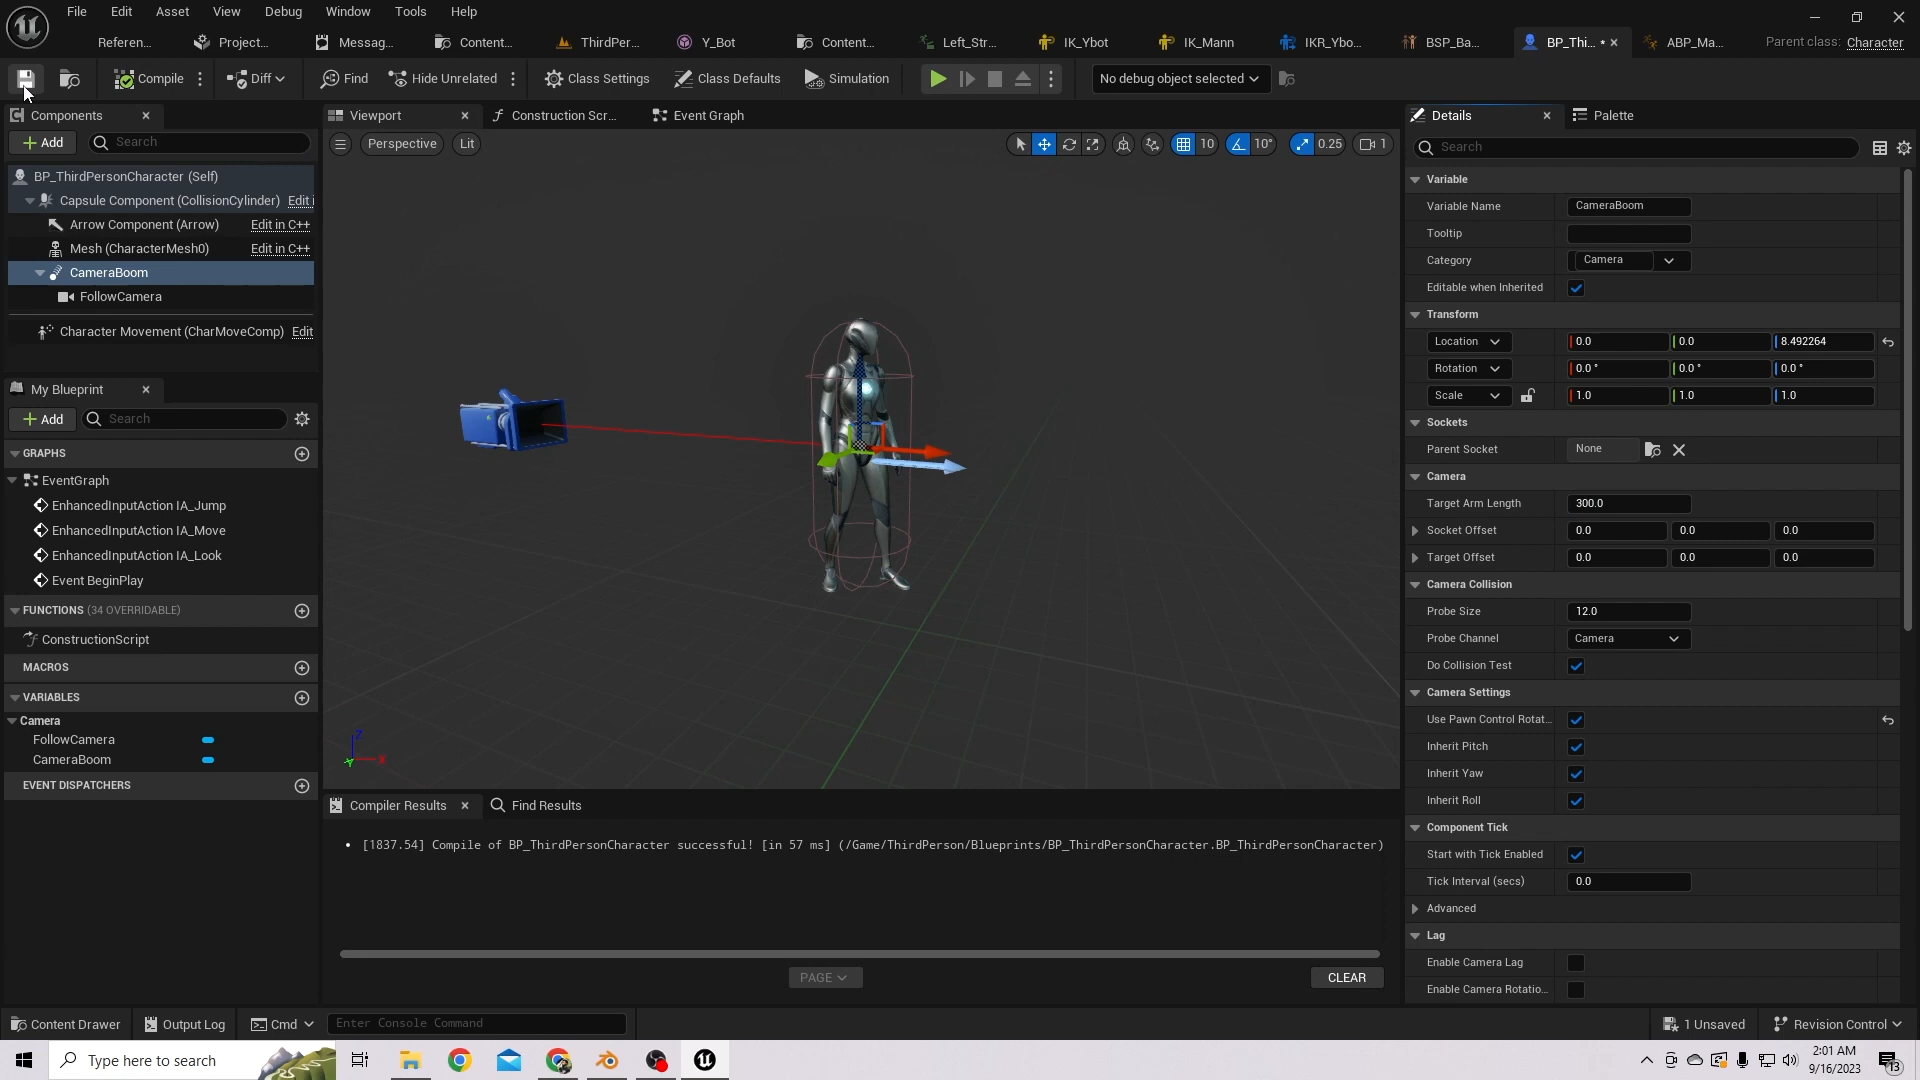 File Edit Asset View Debug Window Tools Help
Referen... Project... Messag... Content... ThirdPer... Y_Bot Content... Left_Str... IK_Ybot IK_Mann IKR_Ybo... BSP_Ba... BP_Thi... • ABP_Ma... Parent class: Character
Compile Diff Find Hide Unrelated Class Settings Class Defaults Simulation No debug object selected
Components
Add Search
BP_ThirdPersonCharacter (Self)
Capsule Component (CollisionCylinder) Edit i
Arrow Component (Arrow) Edit in C++
Mesh (CharacterMesh0) Edit in C++
CameraBoom
FollowCamera
Character Movement (CharMoveComp) Edit
My Blueprint
Add Search
GRAPHS
EventGraph
EnhancedInputAction IA_Jump
EnhancedInputAction IA_Move
EnhancedInputAction IA_Look
Event BeginPlay
FUNCTIONS (34 OVERRIDABLE)
ConstructionScript
MACROS
VARIABLES
Camera
FollowCamera
CameraBoom
EVENT DISPATCHERS
Viewport Construction Scr... Event Graph
Perspective Lit 10 10° 0.25 1
Z X Y
Compiler Results Find Results
• [1837.54] Compile of BP_ThirdPersonCharacter successful! [in 57 ms] (/Game/ThirdPerson/Blueprints/BP_ThirdPersonCharacter.BP_ThirdPersonCharacter)
PAGE CLEAR
Details Palette
Search
Variable
Variable Name CameraBoom
Tooltip
Category Camera
Editable when Inherited
Transform
Location 0.0 0.0 8.492264
Rotation 0.0 ° 0.0 ° 0.0 °
Scale 1.0 1.0 1.0
Sockets
Parent Socket None
Camera
Target Arm Length 300.0
Socket Offset 0.0 0.0 0.0
Target Offset 0.0 0.0 0.0
Camera Collision
Probe Size 12.0
Probe Channel Camera
Do Collision Test
Camera Settings
Use Pawn Control Rotat...
Inherit Pitch
Inherit Yaw
Inherit Roll
Component Tick
Start with Tick Enabled
Tick Interval (secs) 0.0
Advanced
Lag
Enable Camera Lag
Enable Camera Rotatio...
Content Drawer Output Log Cmd Enter Console Command 1 Unsaved Revision Control
Type here to search
2:01 AM
9/16/2023
13